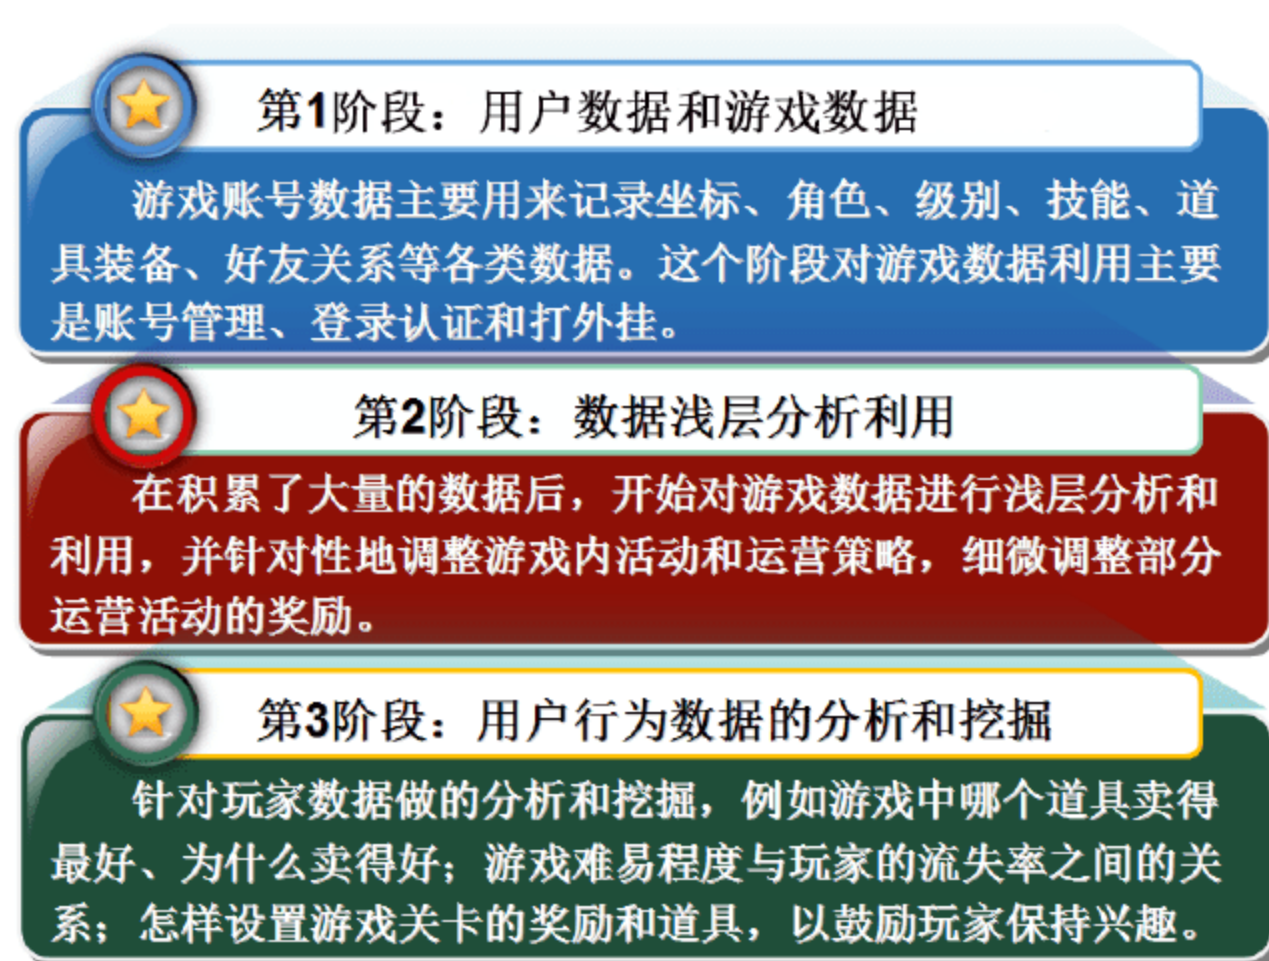 第1阶段：用户数据和游戏数据
游戏账号数据主要用来记录坐标、角色、级别、技能、道
具装备、好友关系等各类数据。这个阶段对游戏数据利用主要
是账号管理、登录认证和打外挂。
第2阶段：数据浅层分析利用
在积累了大量的数据后，开始对游戏数据进行浅层分析和
利用，并针对性地调整游戏内活动和运营策略，细微调整部分
运营活动的奖励。
第3阶段：用户行为数据的分析和挖掘
针对玩家数据做的分析和挖掘，例如游戏中哪个道具卖得
最好、为什么卖得好；游戏难易程度与玩家的流失率之间的关
系；怎样设置游戏关卡的奖励和道具，以鼓励玩家保持兴趣。